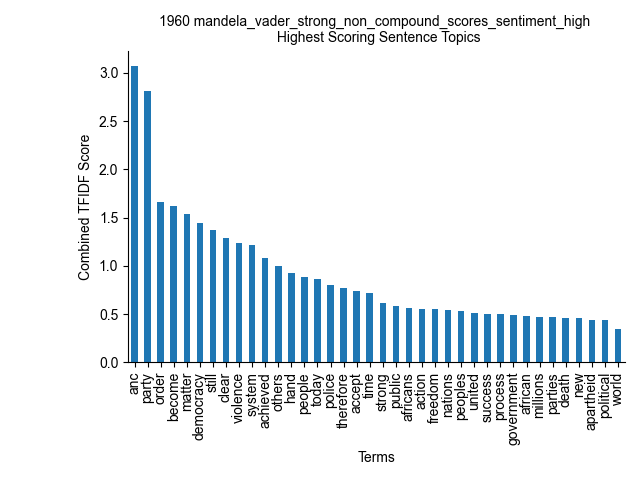 1960 mandela_vader_strong_non_compound_scores_sentiment_high
Highest Scoring Sentence Topics
Combined TFIDF Score
3.0
2.5
2.0
1.5
1.0
0.5
0.0
anc
party
order
become
matter
democracy
still
clear
violence
system
achieved
others
hand
people
today
police
therefore
accept
time
strong
public
africans
action
freedom
nations
peoples
united
success
process
government
african
millions
parties
death
new
apartheid
political
world
Terms